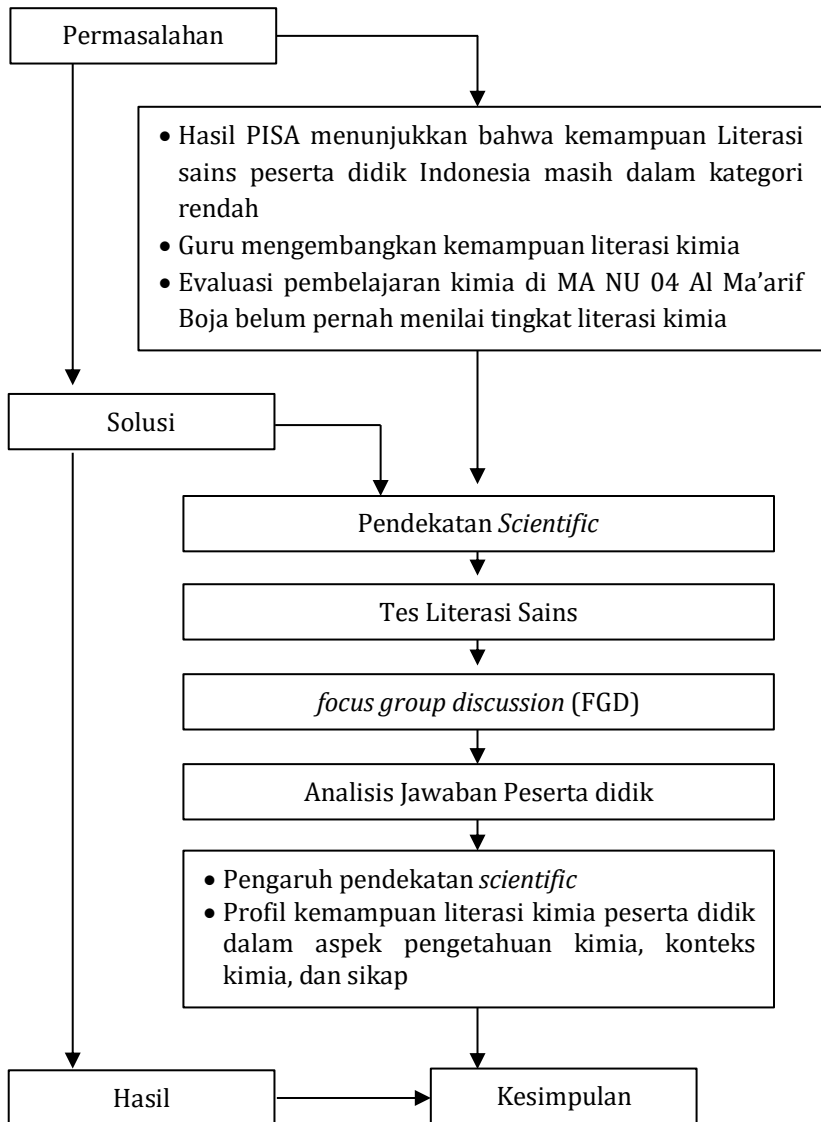 Permasalahan
• Hasil PISA menunjukkan bahwa kemampuan Literasi
sains peserta didik Indonesia masih dalam kategori
rendah
• Guru mengembangkan kemampuan literasi kimia
• Evaluasi pembelajaran kimia di MA NU 04 Al Ma’arif
Boja belum pernah menilai tingkat literasi kimia
Solusi
Pendekatan Scientific
Tes Literasi Sains
focus group discussion (FGD)
Analisis Jawaban Peserta didik
• Pengaruh pendekatan scientific
• Profil kemampuan literasi kimia peserta didik
dalam aspek pengetahuan kimia, konteks
kimia, dan sikap
Hasil
Kesimpulan